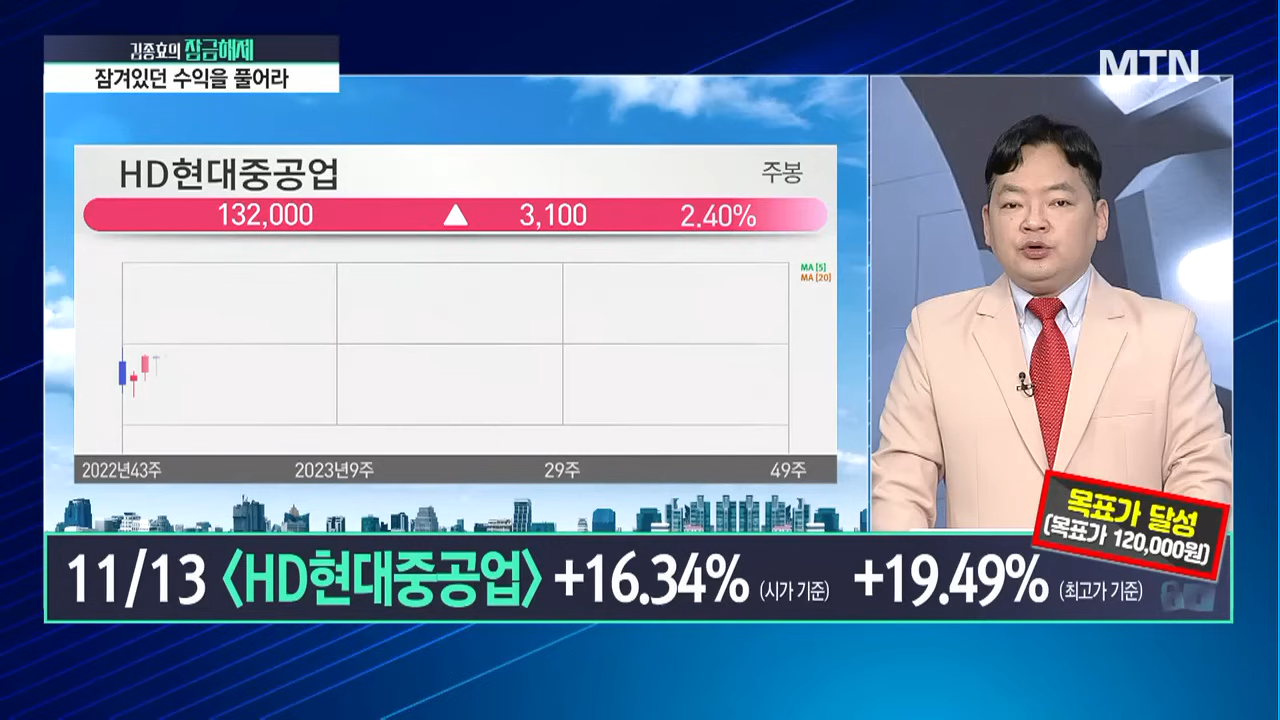 김종효의 잠금해제
잠겨있던 수익을 풀어라
MTN
HD현대중공업
주봉
132,000 ▲ 3,100 2.40%
MA [5]
MA [20]
2022년43주 2023년9주 29주 49주
목표가 달성
(목표가 120,000원)
11/13 〈HD현대중공업〉 +16.34% (시가 기준) +19.49% (최고가 기준)